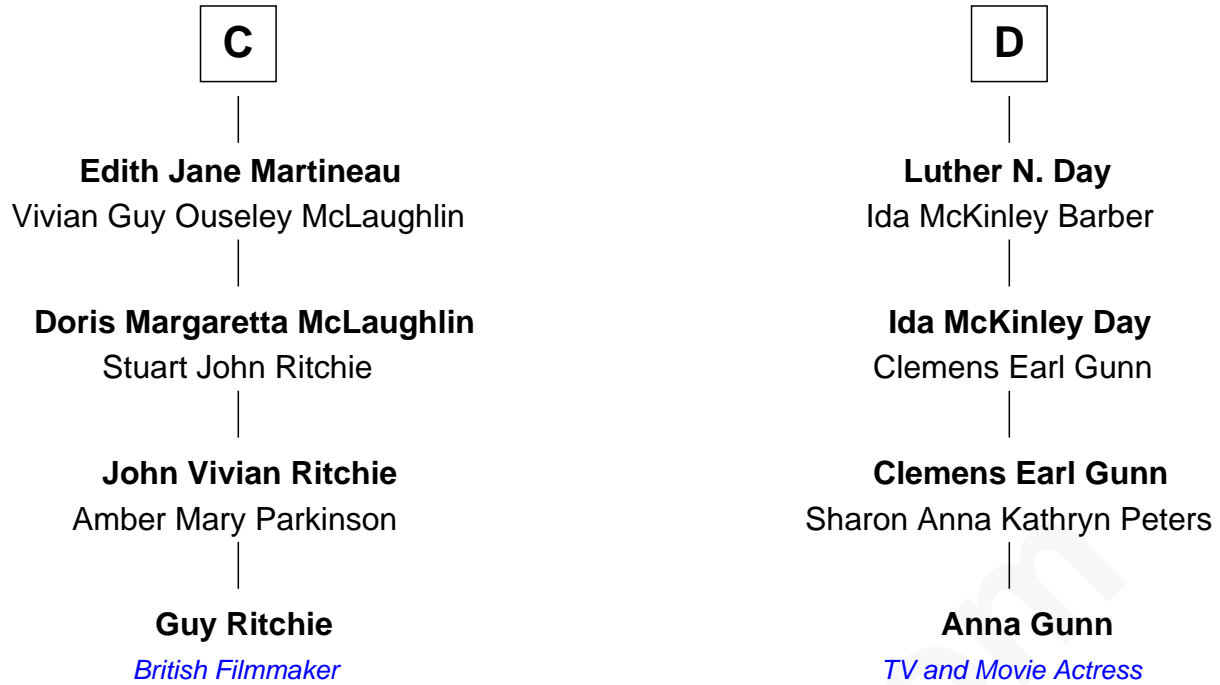 C
Edith Jane Martineau
Vivian Guy Ouseley McLaughlin
Doris Margaretta McLaughlin
Stuart John Ritchie
John Vivian Ritchie
Amber Mary Parkinson
Guy Ritchie
British Filmmaker
D
Luther N. Day
Ida McKinley Barber
Ida McKinley Day
Clemens Earl Gunn
Clemens Earl Gunn
Sharon Anna Kathryn Peters
Anna Gunn
TV and Movie Actress